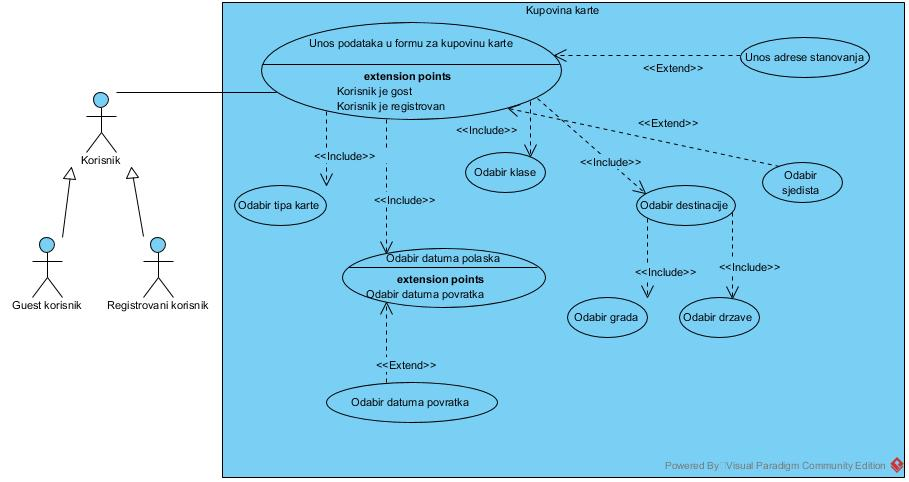 Kupovina karte
Unos podataka u formu za kupovinu karte
extension points
Korisnik je gost
Korisnik je registrovan
Unos adrese stanovanja
<<Extend>>
<<Extend>>
<<Include>>
<<Include>>
<<Include>>
<<Include>>
Korisnik
Odabir klase
Odabir
sjedista
Odabir tipa karte
Odabir destinacije
Guest korisnik
Registrovani korisnik
Odabir datuma polaska
extension points
Odabir datuma povratka
<<Include>>
<<Include>>
Odabir grada
Odabir drzave
<<Extend>>
Odabir datuma povratka
Powered By Visual Paradigm Community Edition